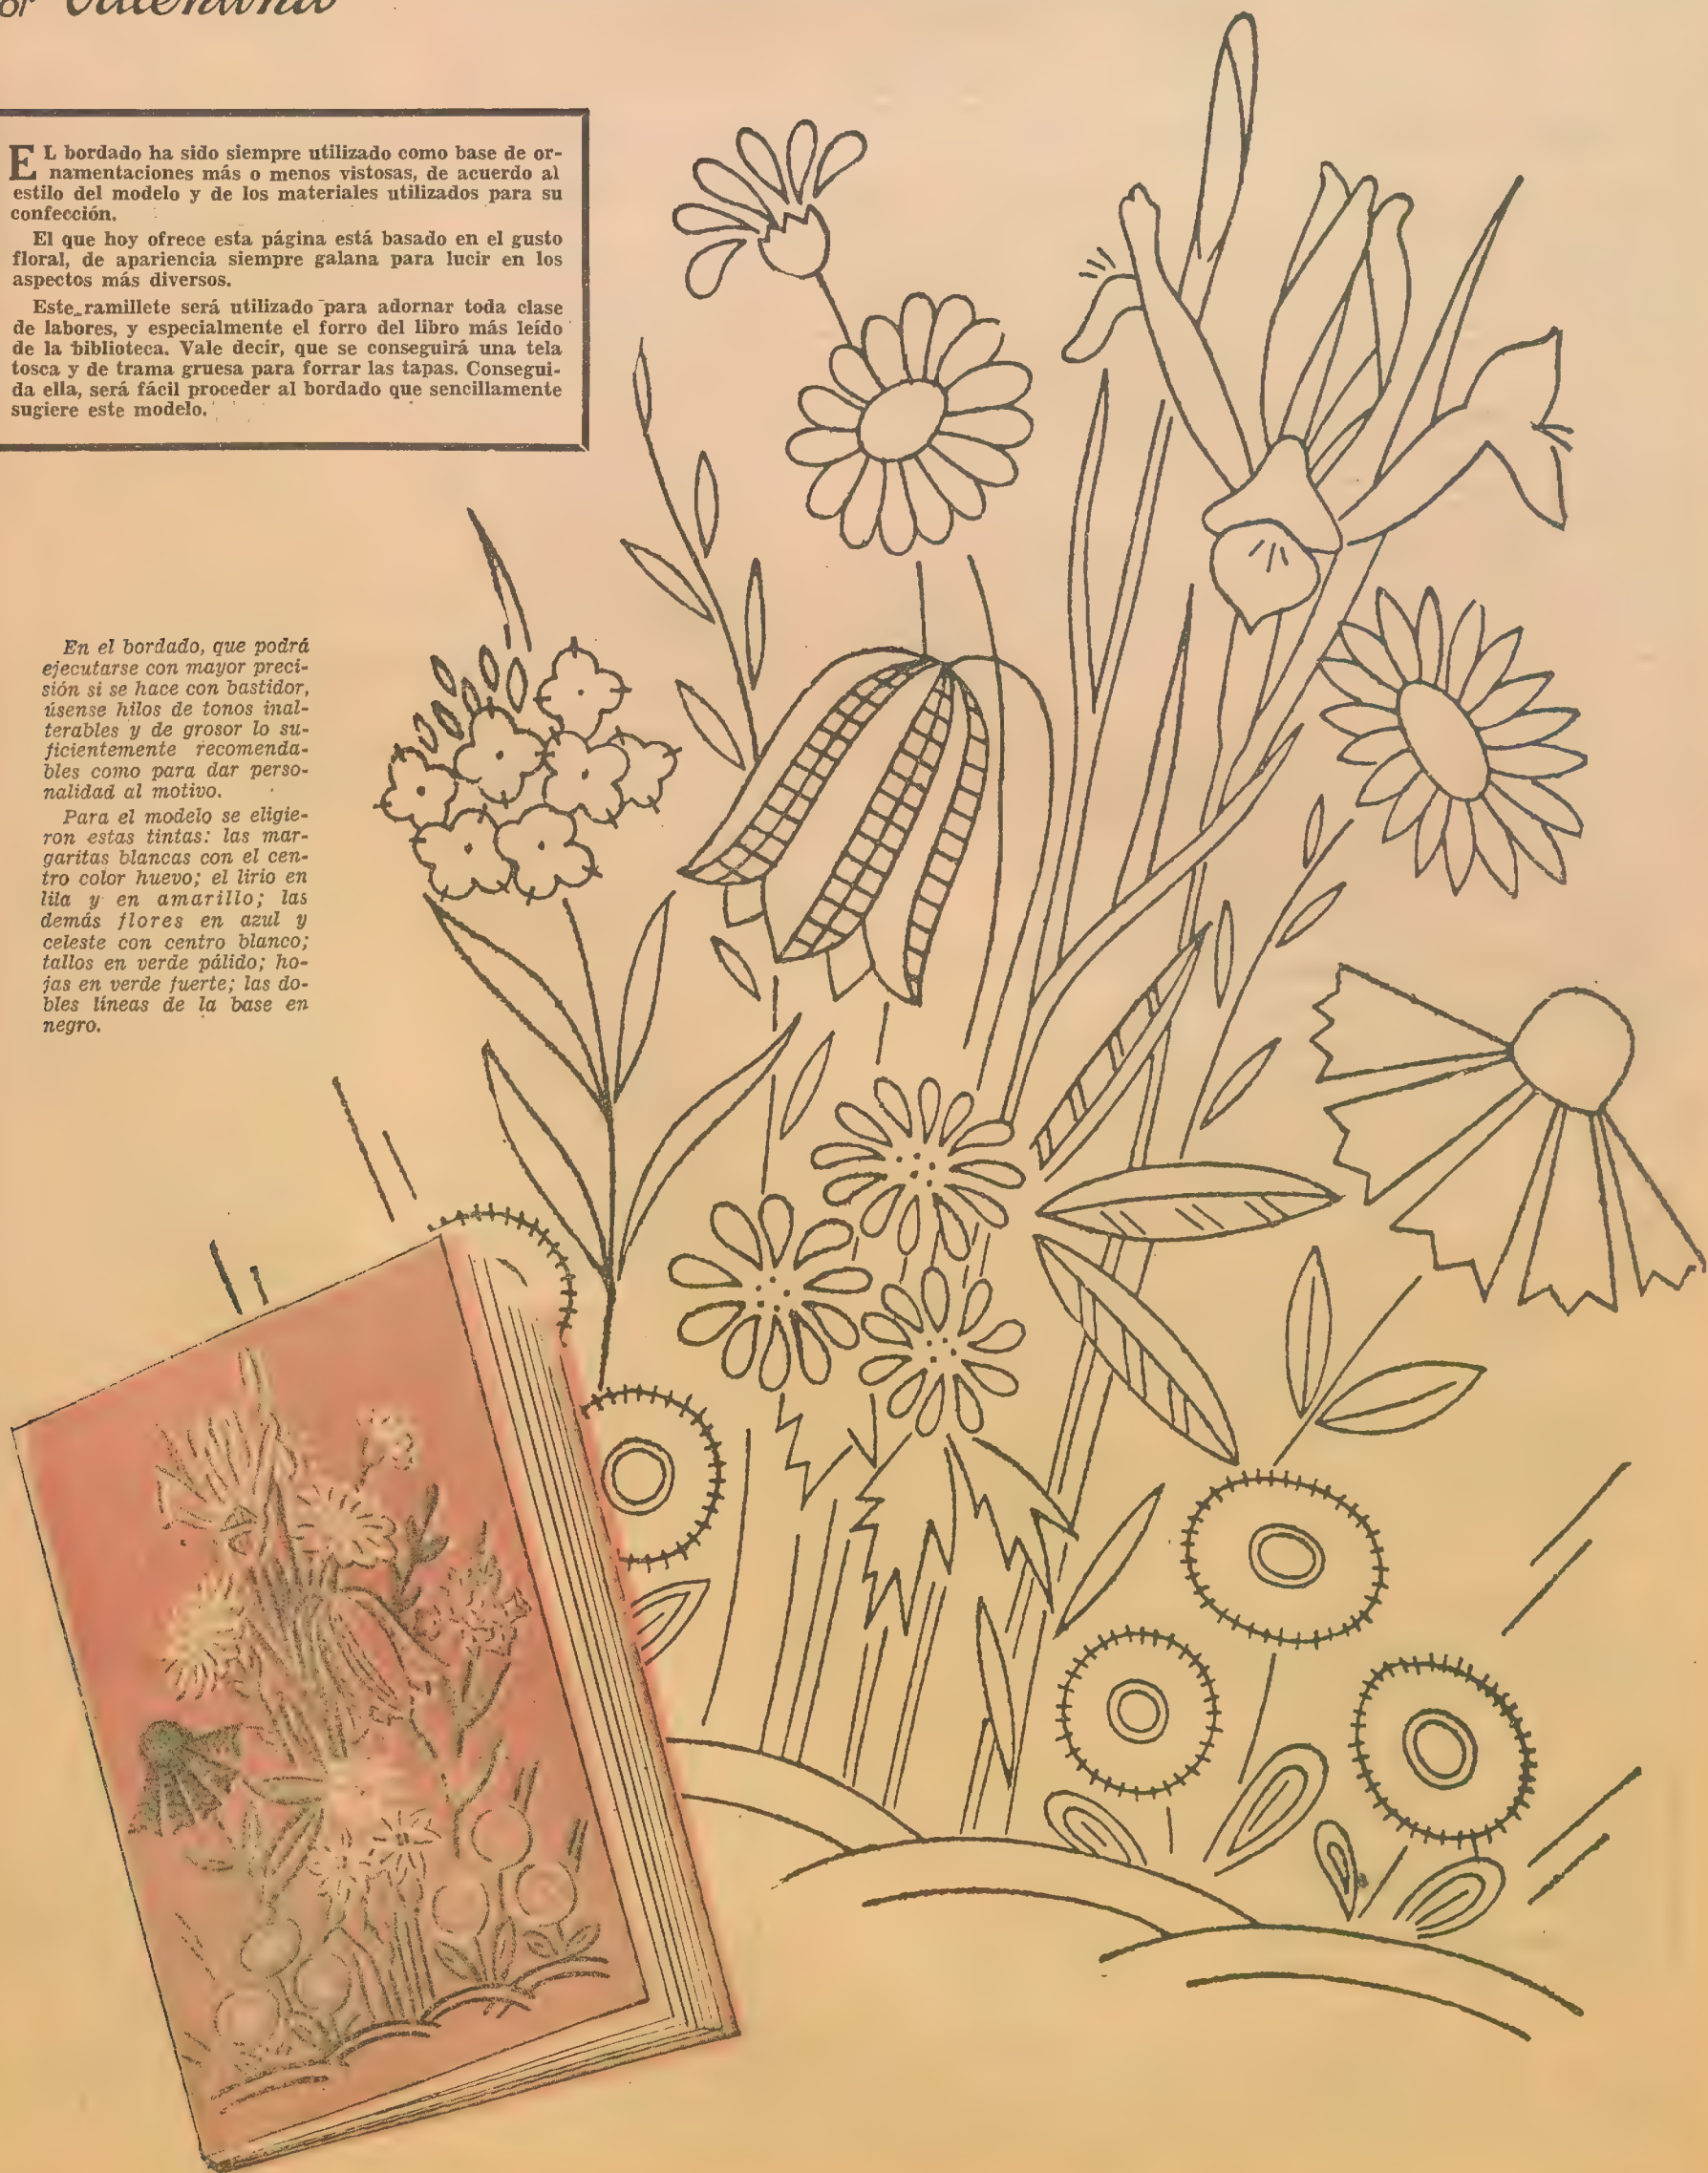 or Valentina
EL bordado ha sido siempre utilizado como base de or-
namentaciones más o menos vistosas, de acuerdo al
estilo del modelo y de los materiales utilizados para su
confección.
El que hoy ofrece esta página está basado en el gusto
floral, de apariencia siempre galana para lucir en los
aspectos más diversos.
Este ramillete será utilizado para adornar toda clase
de labores, y especialmente el forro del libro más leído
de la biblioteca. Vale decir, que se conseguirá una tela
tosca y de trama gruesa para forrar las tapas. Consegui-
da ella, será fácil proceder al bordado que sencillamente
sugiere este modelo.
En el bordado, que podrá
ejecutarse con mayor preci-
sión si se hace con bastidor,
úsense hilos de tonos inal-
terables y de grosor lo su-
ficientemente recomenda-
bles como para dar perso-
nalidad al motivo.
Para el modelo se eligie-
ron estas tintas: las mar-
garitas blancas con el cen-
tro color huevo; el lirio en
lila y en amarillo; las
demás flores en azul y
celeste con centro blanco;
tallos en verde pálido; ho-
jas en verde fuerte; las do-
bles líneas de la base en
negro.